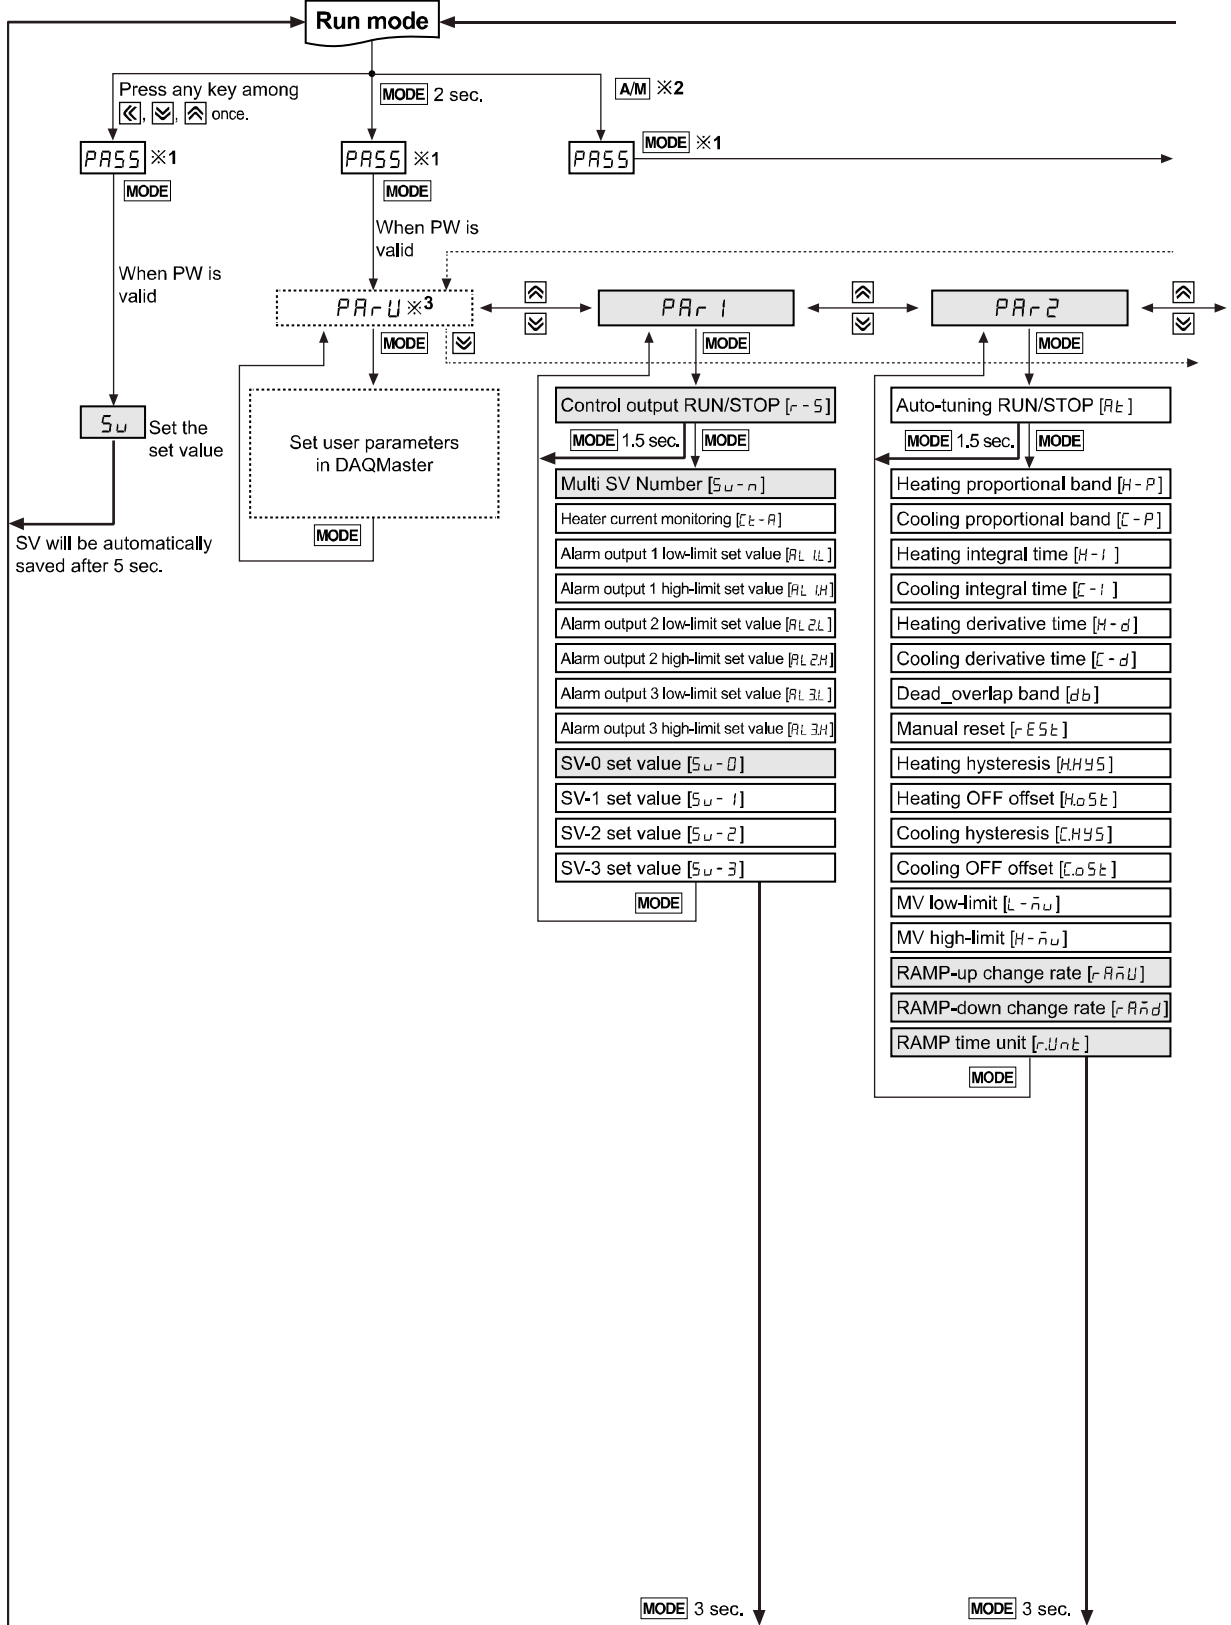 Run mode
Press any key among
, , once.
MODE 2 sec.
A/M ※2
PASS ※1
PASS ※1
PASS
MODE ※1
MODE
MODE
When PW is
valid
When PW is
valid
PArU ※3
PAr1
PAr2
MODE
MODE
MODE
Sv
Set the
set value
SV will be automatically
saved after 5 sec.
Set user parameters
in DAQMaster
MODE
Control output RUN/STOP [r-S]
MODE 1.5 sec. MODE
Multi SV Number [Sv-n]
Heater current monitoring [Ct-A]
Alarm output 1 low-limit set value [AL1.L]
Alarm output 1 high-limit set value [AL1.H]
Alarm output 2 low-limit set value [AL2.L]
Alarm output 2 high-limit set value [AL2.H]
Alarm output 3 low-limit set value [AL3.L]
Alarm output 3 high-limit set value [AL3.H]
SV-0 set value [Sv-0]
SV-1 set value [Sv-1]
SV-2 set value [Sv-2]
SV-3 set value [Sv-3]
MODE
Auto-tuning RUN/STOP [At]
MODE 1.5 sec. MODE
Heating proportional band [H-P]
Cooling proportional band [C-P]
Heating integral time [H-I]
Cooling integral time [C-I]
Heating derivative time [H-d]
Cooling derivative time [C-d]
Dead_overlap band [db]
Manual reset [rESt]
Heating hysteresis [H.HYS]
Heating OFF offset [H.oSt]
Cooling hysteresis [C.HYS]
Cooling OFF offset [C.oSt]
MV low-limit [L-mv]
MV high-limit [H-mv]
RAMP-up change rate [rAmU]
RAMP-down change rate [rAmd]
RAMP time unit [r.Unt]
MODE
MODE 3 sec.
MODE 3 sec.